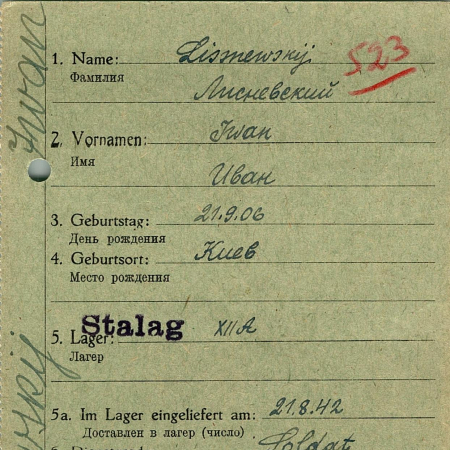 1. Name: Lisznewskij 523
Фамилия Лисневский
2. Vornamen: Iwan
Имя Иван
3. Geburtstag: 21.9.06
День рождения
4. Geburtsort: Киев
Место рождения
5. Lager: Stalag XII A
Лагер
5a. Im Lager eingeliefert am: 21.8.42
Доставлен в лагер (число)
Soldat
Iwan